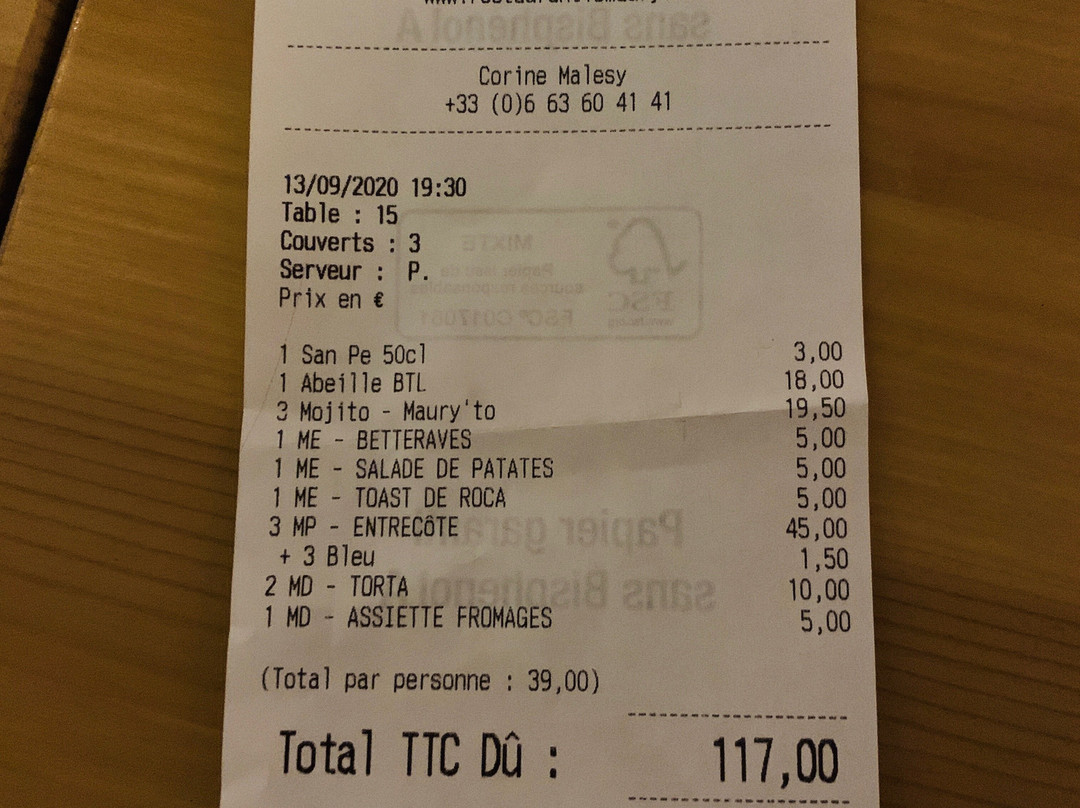 Corine Malesy
+33 (0)6 63 60 41 41
13/09/2020 19:30
Table : 15
Couverts : 3
Serveur : P.
Prix en €
1 San Pe 50cl 3,00
1 Abeille BTL 18,00
3 Mojito - Maury'to 19,50
1 ME - BETTERAVES 5,00
1 ME - SALADE DE PATATES 5,00
1 ME - TOAST DE ROCA 5,00
3 MP - ENTRECÔTE 45,00
+ 3 Bleu 1,50
2 MD - TORTA 10,00
1 MD - ASSIETTE FROMAGES 5,00
(Total par personne : 39,00)
Total TTC Dû : 117,00